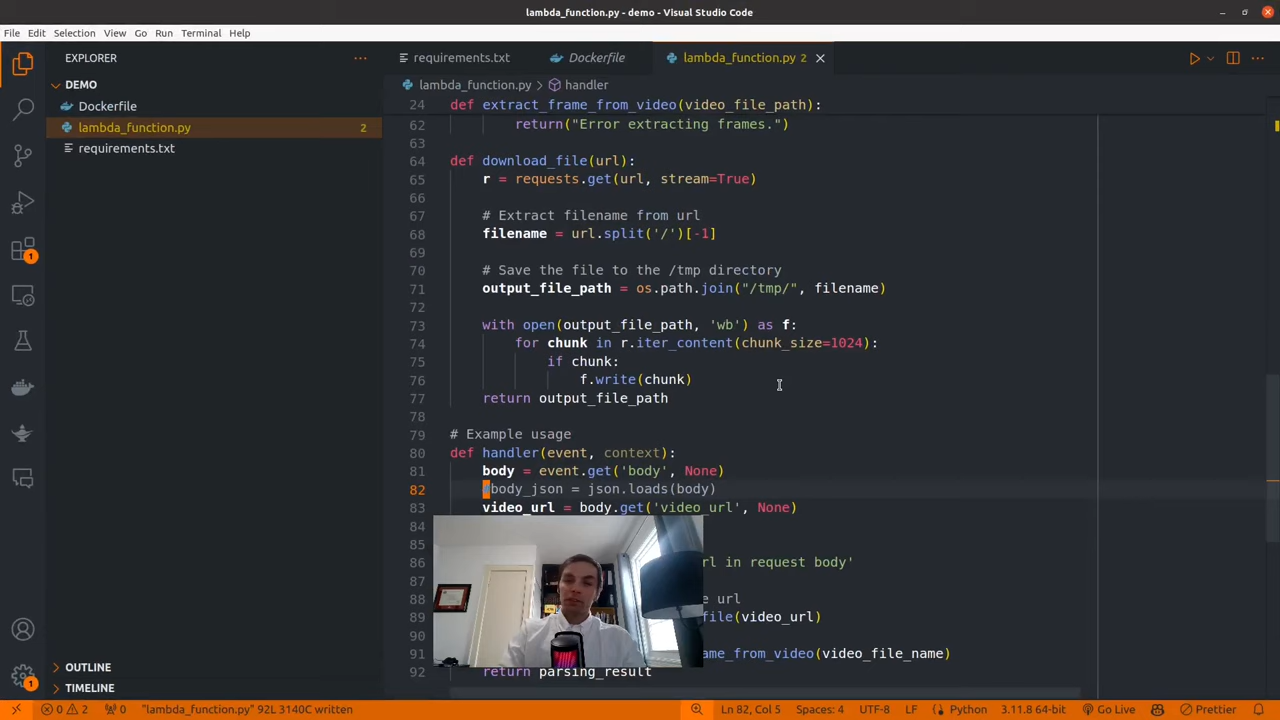 lambda_function.py - demo - Visual Studio Code
File Edit Selection View Go Run Terminal Help
EXPLORER
DEMO
Dockerfile
lambda_function.py 2
requirements.txt
OUTLINE
TIMELINE
requirements.txt Dockerfile lambda_function.py 2
lambda_function.py > handler
24 def extract_frame_from_video(video_file_path):
62 return("Error extracting frames.")
63
64 def download_file(url):
65 r = requests.get(url, stream=True)
66
67 # Extract filename from url
68 filename = url.split('/')[-1]
69
70 # Save the file to the /tmp directory
71 output_file_path = os.path.join("/tmp/", filename)
72
73 with open(output_file_path, 'wb') as f:
74 for chunk in r.iter_content(chunk_size=1024):
75 if chunk:
76 f.write(chunk)
77 return output_file_path
78
79 # Example usage
80 def handler(event, context):
81 body = event.get('body', None)
82 #body_json = json.loads(body)
83 video_url = body.get('video_url', None)
84
85
86 rl in request body'
87
88 e url
89 file(video_url)
90
91 ame_from_video(video_file_name)
92 return parsing_result
1
1
0 2 0 "lambda_function.py" 92L 3140C written Ln 82, Col 5 Spaces: 4 UTF-8 LF Python 3.11.8 64-bit Go Live Prettier